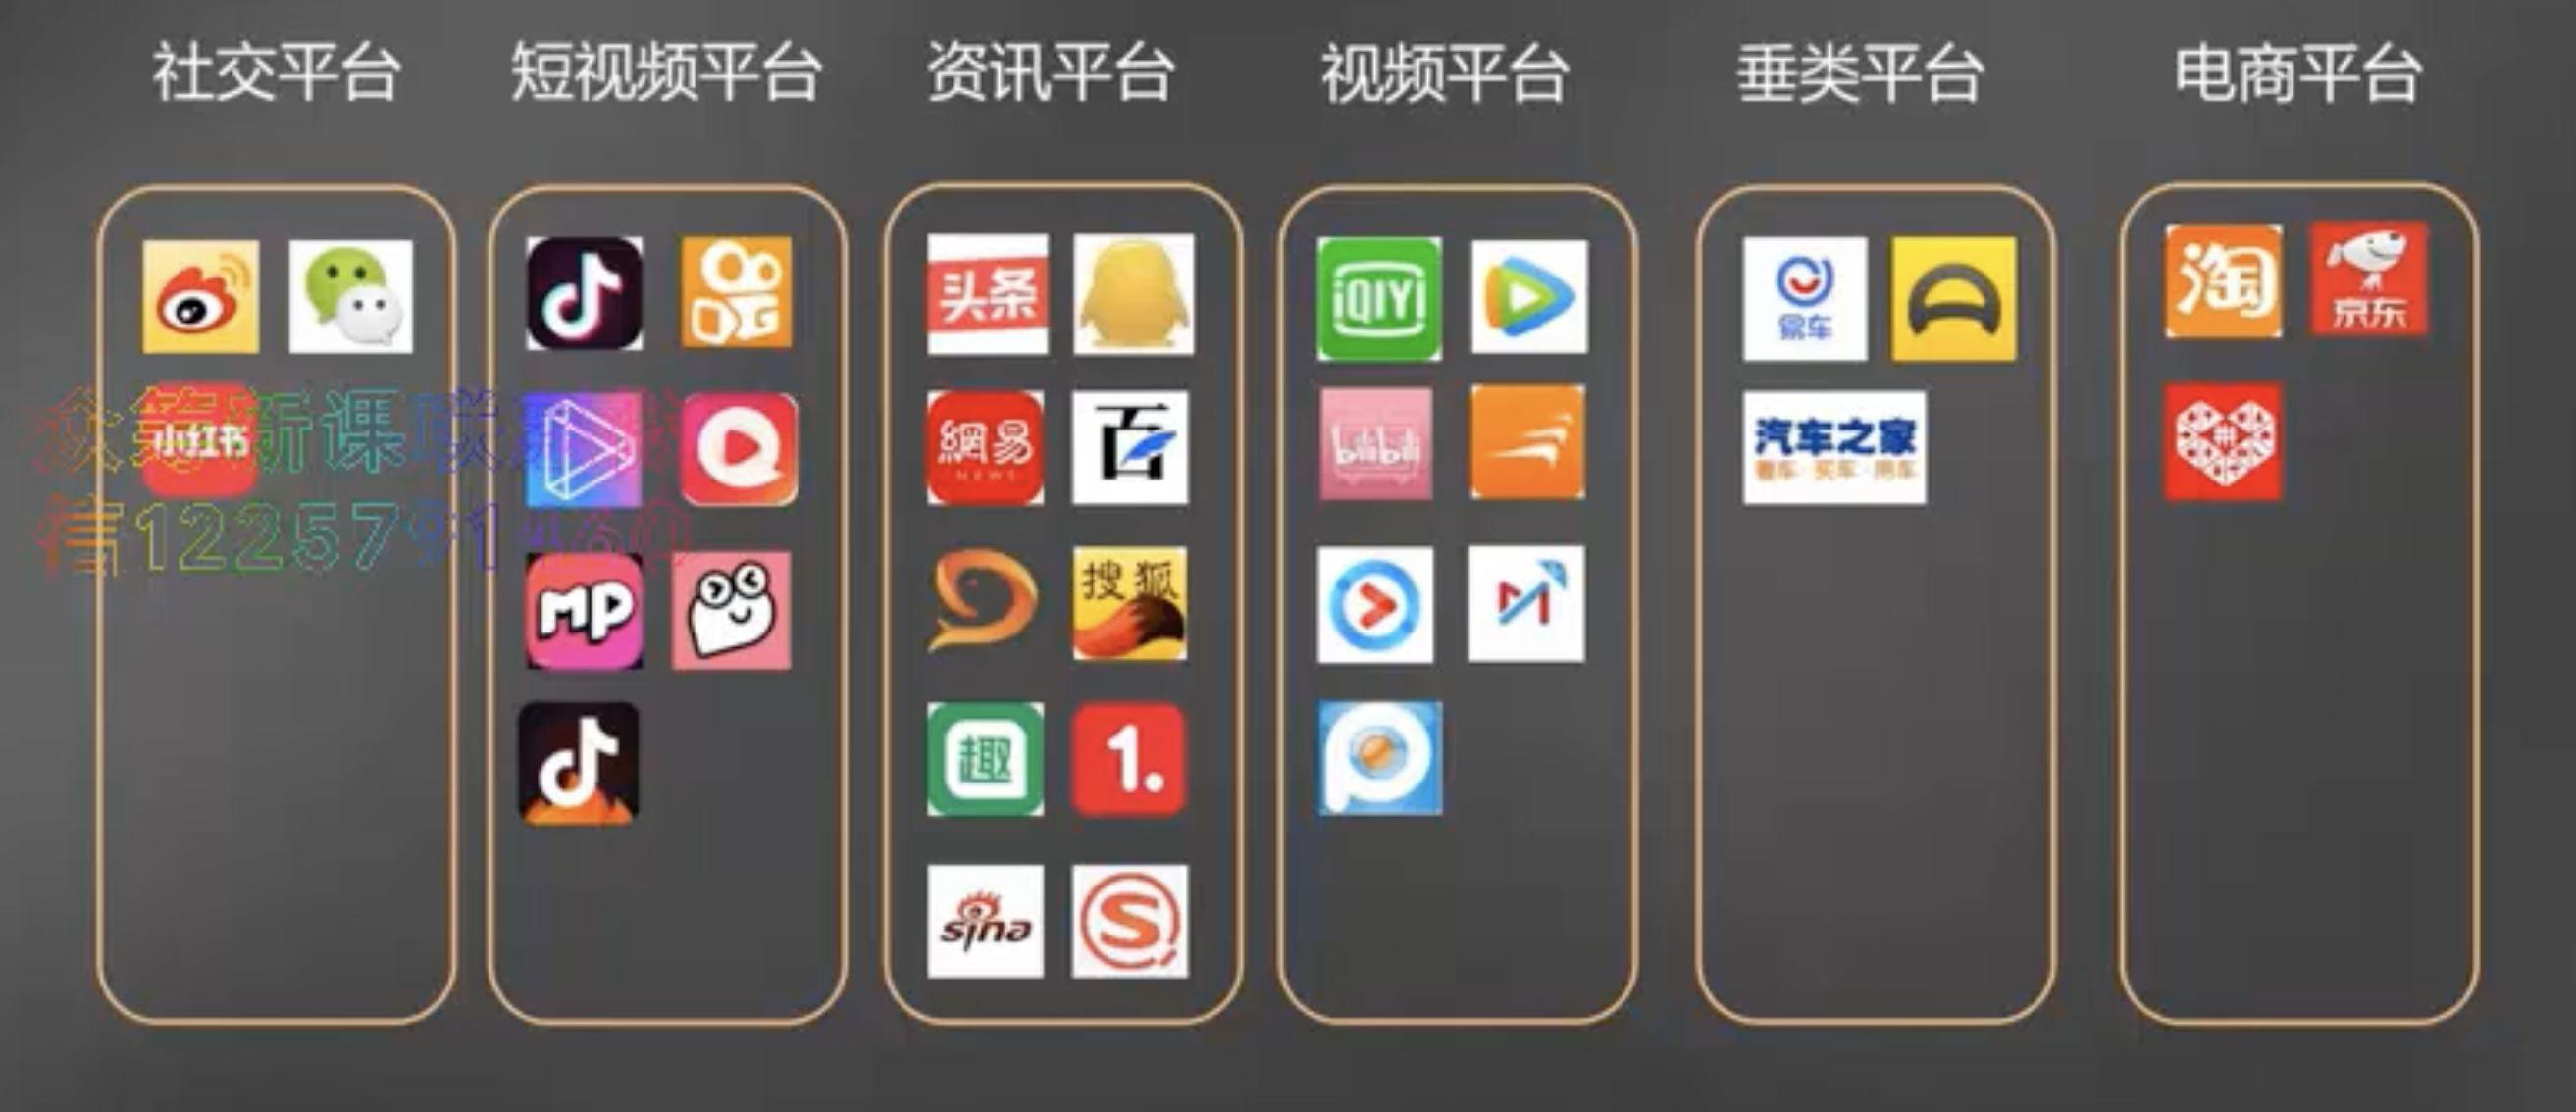 社交平台 短视频平台 资讯平台 视频平台 垂类平台 电商平台
头条
iQIYI
易车
淘
京东
众筹新课联
小红书
網易
NEWS
百
bilibili
汽车之家
看车·买车·用车
拼
信1225791460
MP
搜狐
趣
1.
sina
S